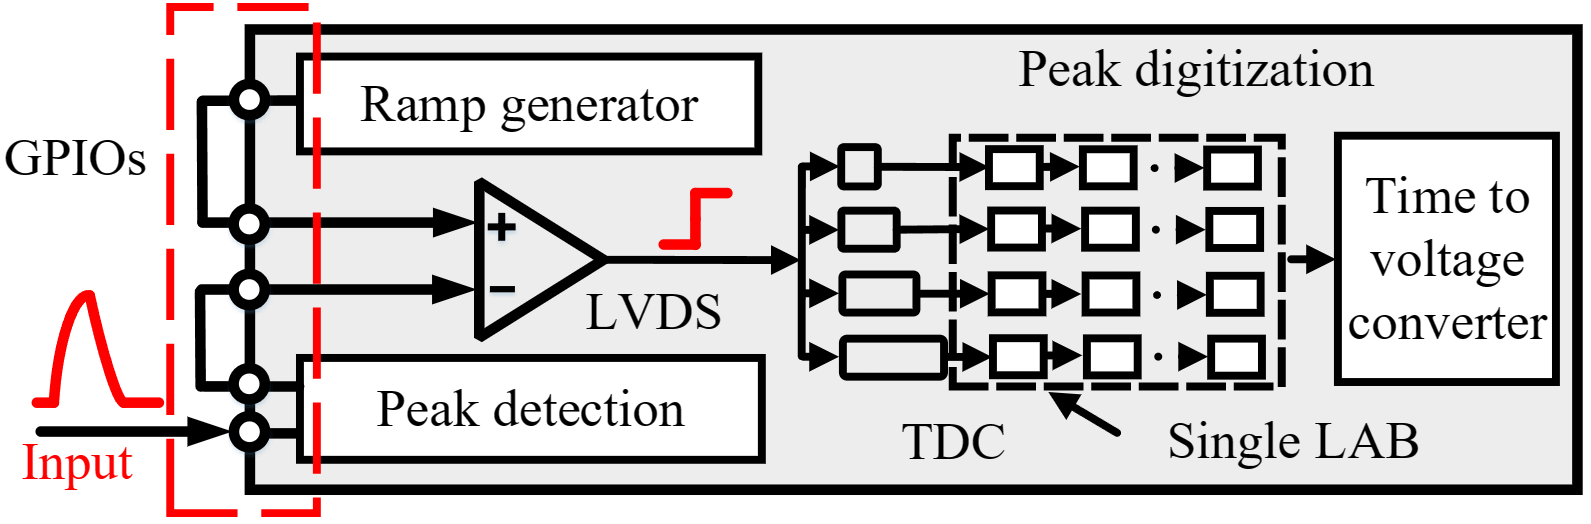 Peak digitization
Ramp generator
GPIOs
+
−
LVDS
Time to
voltage
converter
Peak detection
TDC
Single LAB
Input